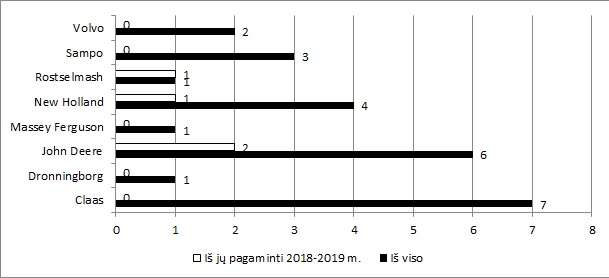 Volvo 0 2
Sampo 0 3
Rostselmash 1 1
New Holland 1 4
Massey Ferguson 0 1
John Deere 2 6
Dronningborg 0 1
Claas 0 7
0 1 2 3 4 5 6 7 8
Iš jų pagaminti 2018-2019 m. Iš viso